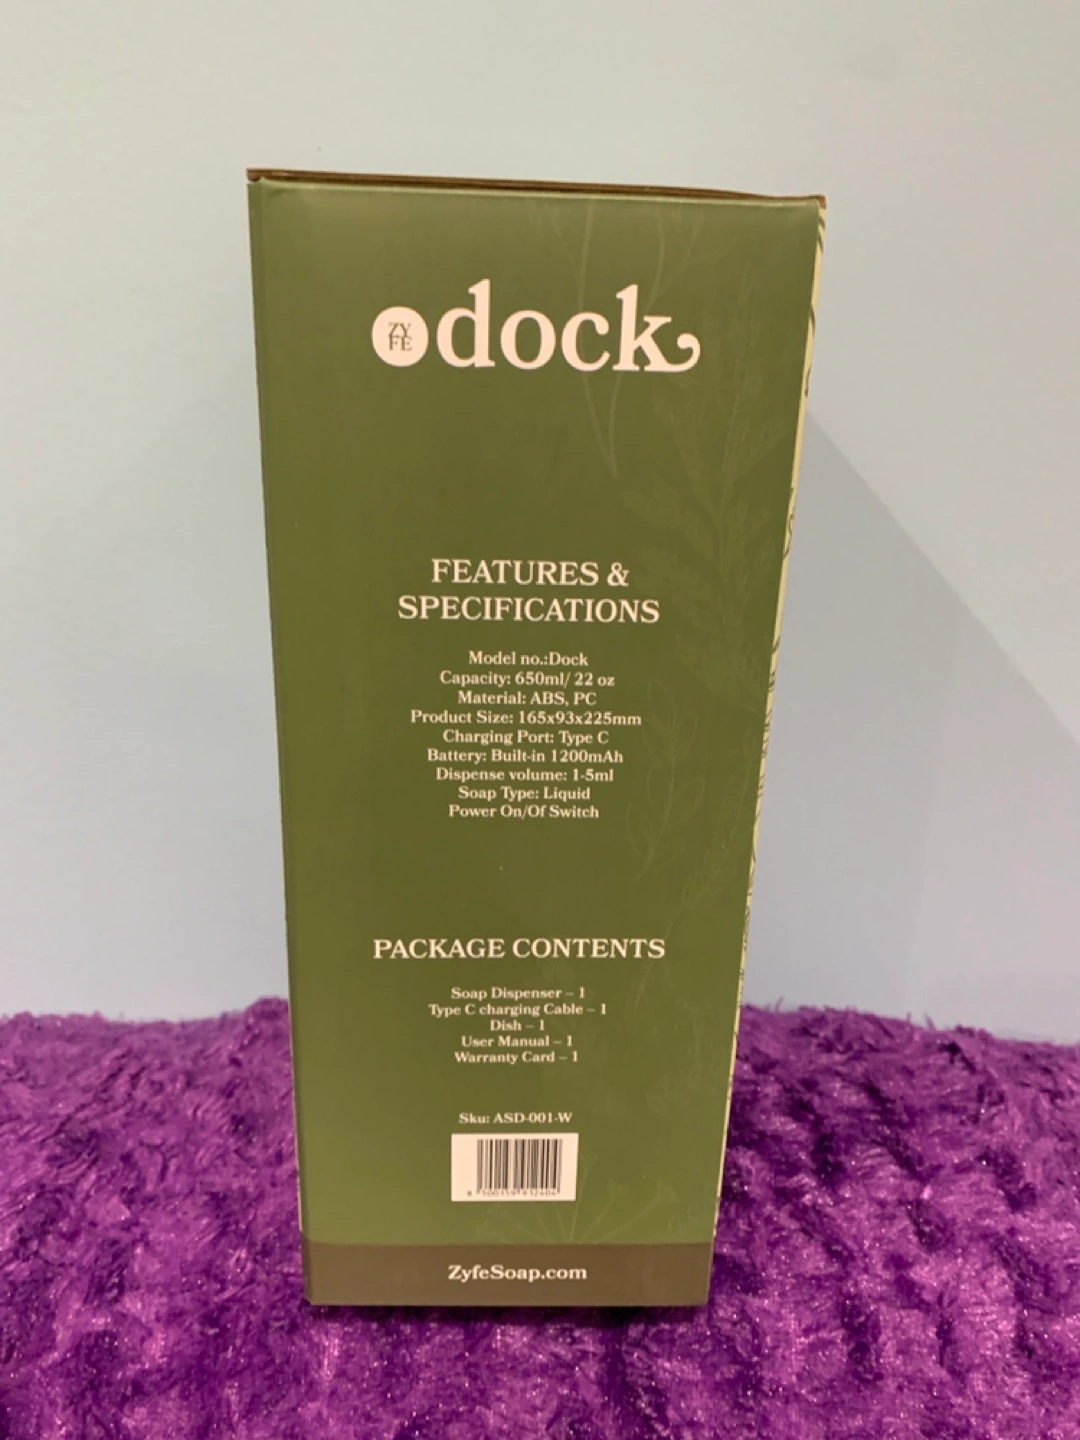 ZY
FE
dock
FEATURES &
SPECIFICATIONS
Model no.:Dock
Capacity: 650ml/ 22 oz
Material: ABS, PC
Product Size: 165x93x225mm
Charging Port: Type C
Battery: Built-in 1200mAh
Dispense volume: 1-5ml
Soap Type: Liquid
Power On/Of Switch
PACKAGE CONTENTS
Soap Dispenser – 1
Type C charging Cable – 1
Dish – 1
User Manual – 1
Warranty Card – 1
Sku: ASD-001-W
ZyfeSoap.com